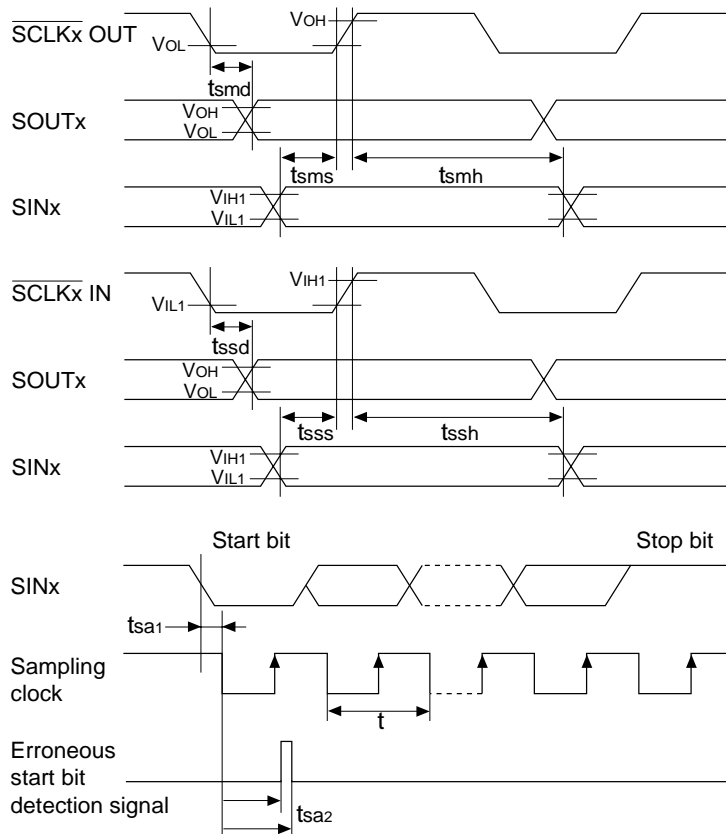 SCLKx OUT
VOH
VOL
tsmd
SOUTx
VOH
VOL
tsms
tsmh
SINx
VIH1
VIL1
SCLKx IN
VIH1
VIL1
tssd
SOUTx
VOH
VOL
tsss
tssh
SINx
VIH1
VIL1
Start bit
Stop bit
SINx
tsa1
Sampling
clock
t
Erroneous
start bit
detection signal
tsa2